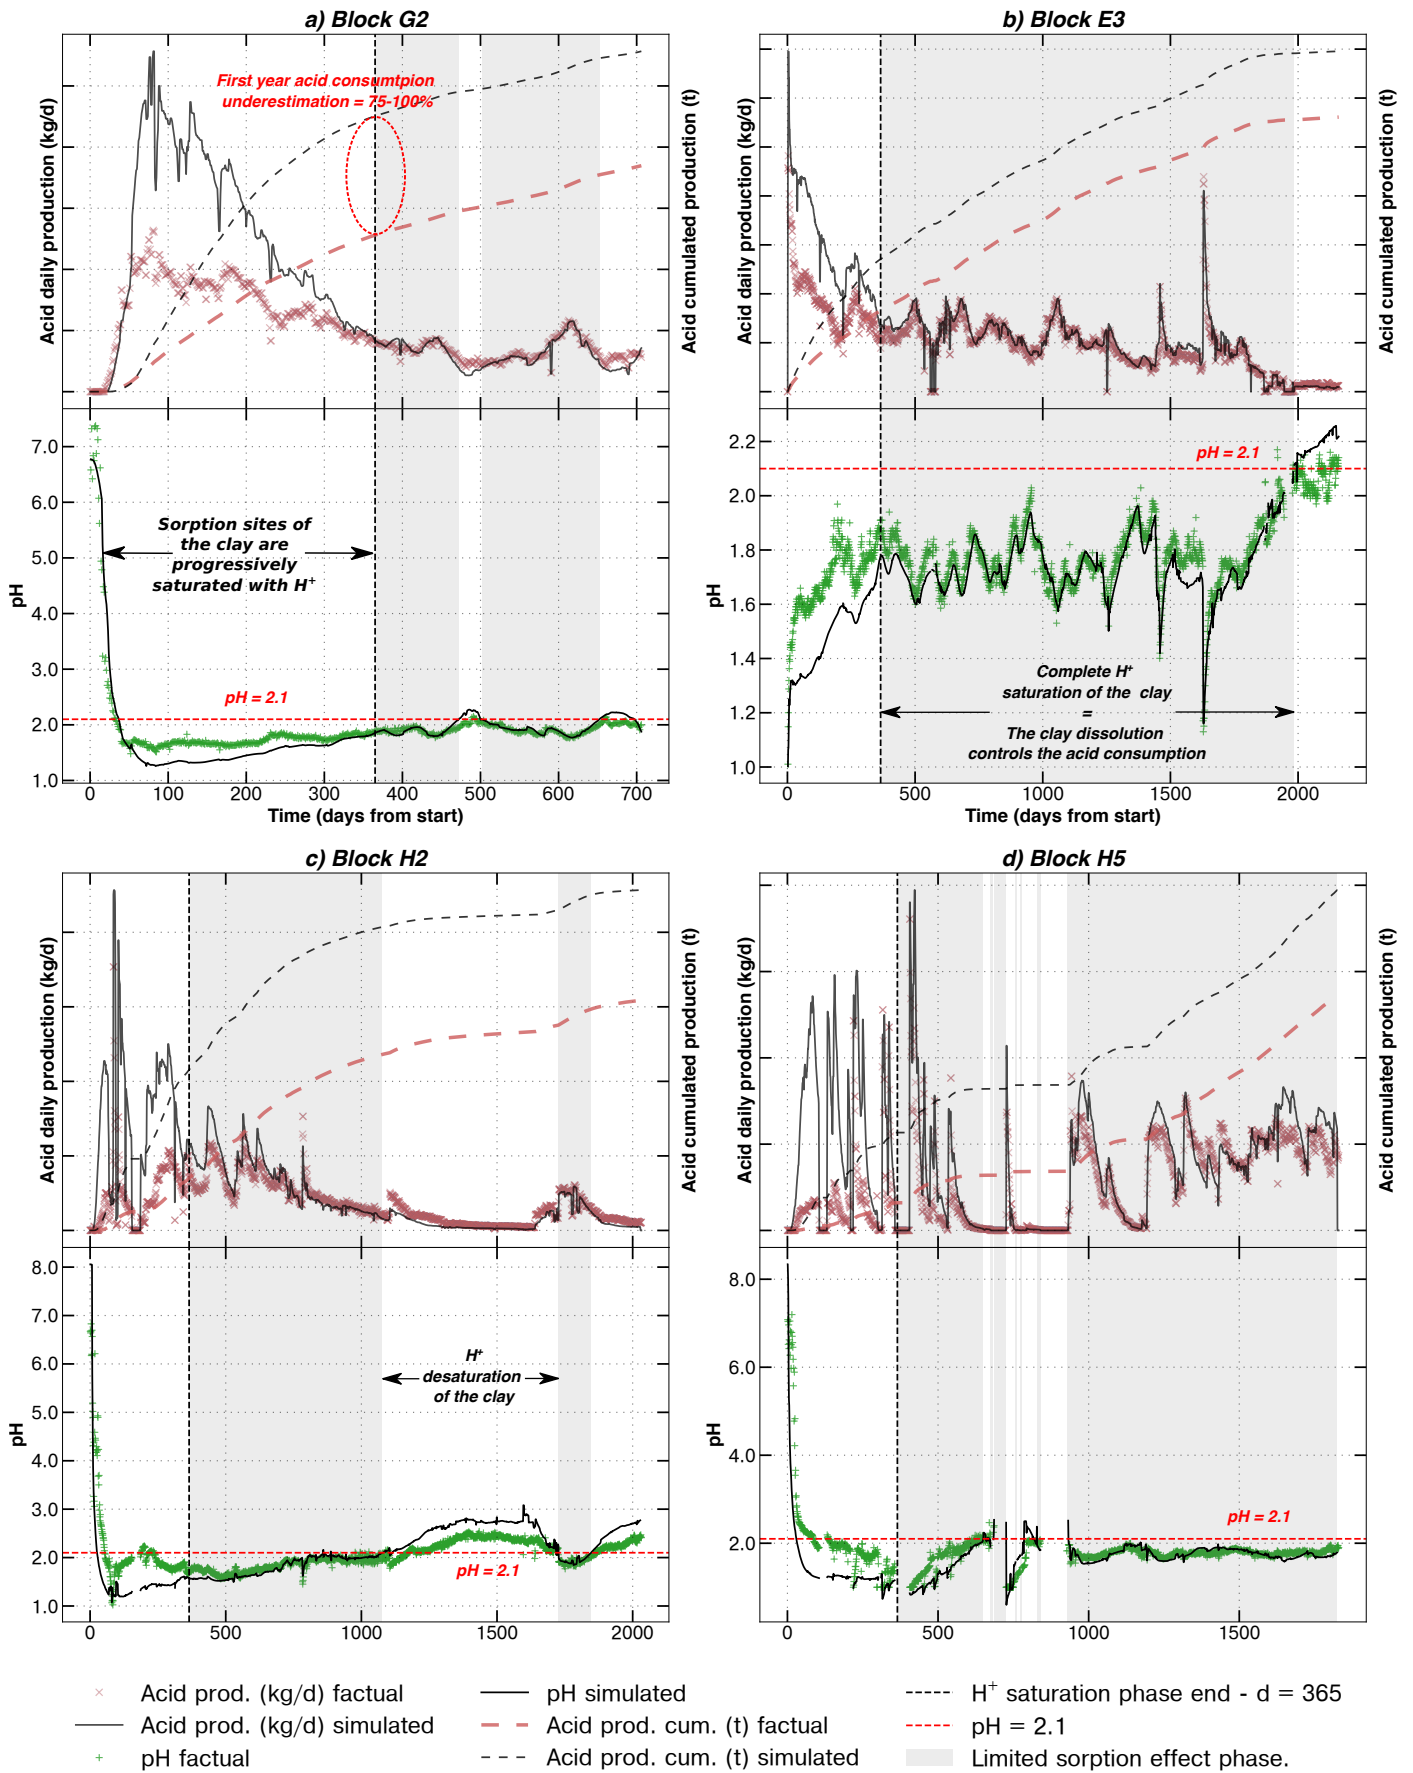 a) Block G2
Acid daily production (kg/d)
First year acid consumtpion
underestimation = 75-100%
Acid cumulated production (t)
pH
7.0
6.0
5.0
4.0
3.0
2.0
1.0
Sorption sites of
the clay are
progressively
saturated with H⁺
pH = 2.1
0 100 200 300 400 500 600 700
Time (days from start)
b) Block E3
Acid daily production (kg/d)
Acid cumulated production (t)
pH
2.2
2.0
1.8
1.6
1.4
1.2
1.0
pH = 2.1
Complete H⁺
saturation of the clay
=
The clay dissolution
controls the acid consumption
0 500 1000 1500 2000
Time (days from start)
c) Block H2
Acid daily production (kg/d)
Acid cumulated production (t)
pH
8.0
7.0
6.0
5.0
4.0
3.0
2.0
1.0
H⁺
desaturation
of the clay
pH = 2.1
0 500 1000 1500 2000
d) Block H5
Acid daily production (kg/d)
Acid cumulated production (t)
pH
8.0
6.0
4.0
2.0
pH = 2.1
0 500 1000 1500
Acid prod. (kg/d) factual
Acid prod. (kg/d) simulated
pH factual
pH simulated
Acid prod. cum. (t) factual
Acid prod. cum. (t) simulated
H⁺ saturation phase end - d = 365
pH = 2.1
Limited sorption effect phase.